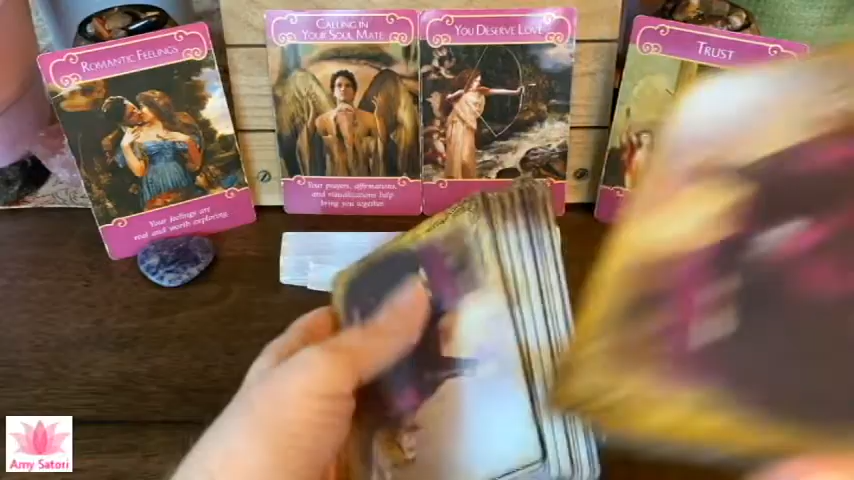 ROMANTIC FEELINGS
Your feelings are
real and worth exploring
CALLING IN
YOUR SOUL MATE
Your prayers, affirmations,
and visualizations help
bring you together
YOU DESERVE LOVE
TRUST
AMY SATORI